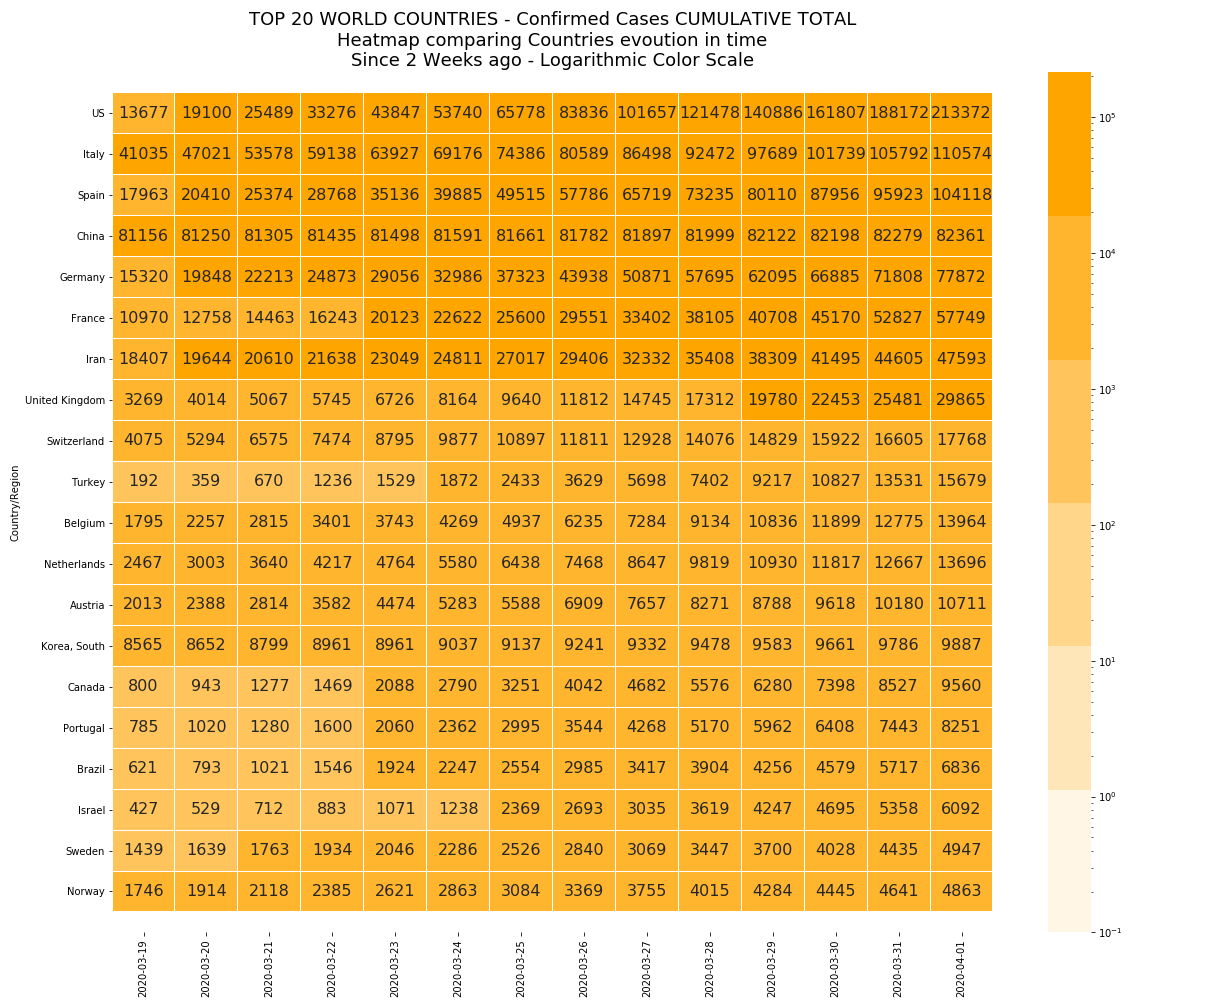 TOP 20 WORLD COUNTRIES - Confirmed Cases CUMULATIVE TOTAL
Heatmap comparing Countries evoution in time
Since 2 Weeks ago - Logarithmic Color Scale
US 13677 19100 25489 33276 43847 53740 65778 83836 101657 121478 140886 161807 188172 213372
Italy 41035 47021 53578 59138 63927 69176 74386 80589 86498 92472 97689 101739 105792 110574
Spain 17963 20410 25374 28768 35136 39885 49515 57786 65719 73235 80110 87956 95923 104118
China 81156 81250 81305 81435 81498 81591 81661 81782 81897 81999 82122 82198 82279 82361
Germany 15320 19848 22213 24873 29056 32986 37323 43938 50871 57695 62095 66885 71808 77872
France 10970 12758 14463 16243 20123 22622 25600 29551 33402 38105 40708 45170 52827 57749
Iran 18407 19644 20610 21638 23049 24811 27017 29406 32332 35408 38309 41495 44605 47593
United Kingdom 3269 4014 5067 5745 6726 8164 9640 11812 14745 17312 19780 22453 25481 29865
Switzerland 4075 5294 6575 7474 8795 9877 10897 11811 12928 14076 14829 15922 16605 17768
Turkey 192 359 670 1236 1529 1872 2433 3629 5698 7402 9217 10827 13531 15679
Belgium 1795 2257 2815 3401 3743 4269 4937 6235 7284 9134 10836 11899 12775 13964
Netherlands 2467 3003 3640 4217 4764 5580 6438 7468 8647 9819 10930 11817 12667 13696
Austria 2013 2388 2814 3582 4474 5283 5588 6909 7657 8271 8788 9618 10180 10711
Korea, South 8565 8652 8799 8961 8961 9037 9137 9241 9332 9478 9583 9661 9786 9887
Canada 800 943 1277 1469 2088 2790 3251 4042 4682 5576 6280 7398 8527 9560
Portugal 785 1020 1280 1600 2060 2362 2995 3544 4268 5170 5962 6408 7443 8251
Brazil 621 793 1021 1546 1924 2247 2554 2985 3417 3904 4256 4579 5717 6836
Israel 427 529 712 883 1071 1238 2369 2693 3035 3619 4247 4695 5358 6092
Sweden 1439 1639 1763 1934 2046 2286 2526 2840 3069 3447 3700 4028 4435 4947
Norway 1746 1914 2118 2385 2621 2863 3084 3369 3755 4015 4284 4445 4641 4863
Country/Region
2020-03-19
2020-03-20
2020-03-21
2020-03-22
2020-03-23
2020-03-24
2020-03-25
2020-03-26
2020-03-27
2020-03-28
2020-03-29
2020-03-30
2020-03-31
2020-04-01
10⁵
10⁴
10³
10²
10¹
10⁰
10⁻¹